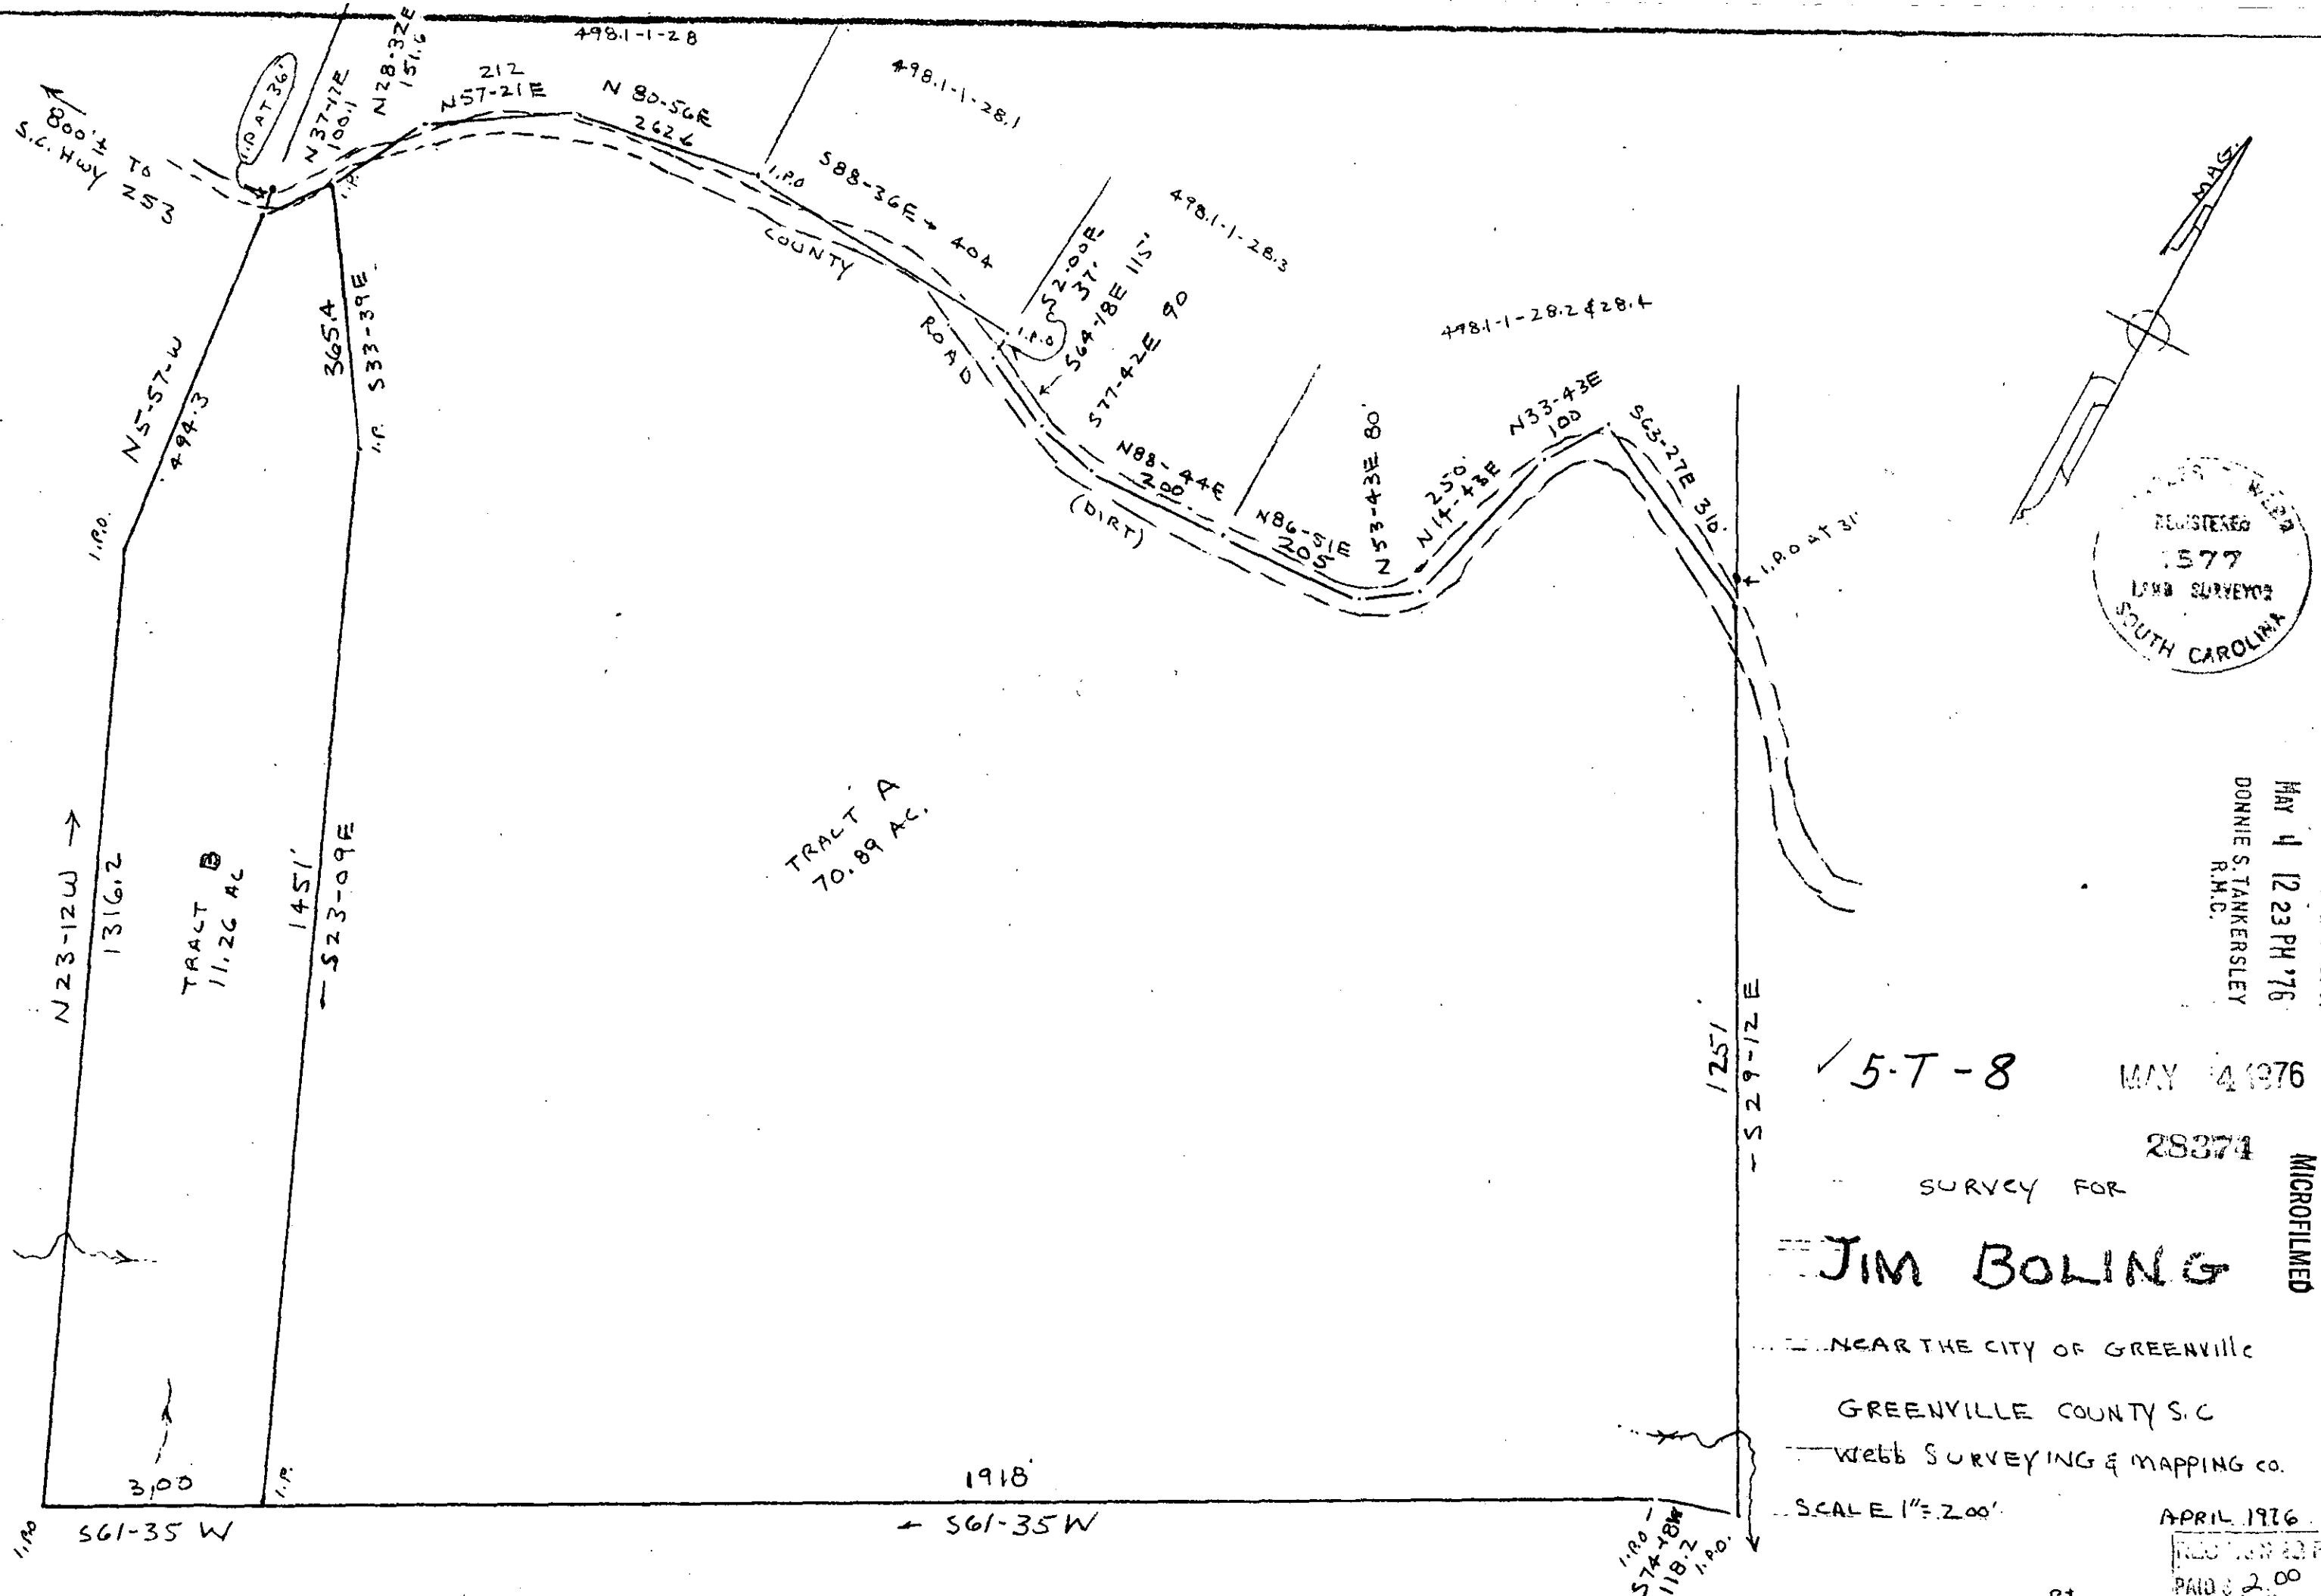 498.1-1-28
498.1-1-28.1
498.1-1-28.3
498.1-1-28.2 & 28.4
800'± TO
S.C. HWY 253
I.P. AT 36'
N37-17E
100.1
N28-32E
151.6
212
N57-21E
N 80-56E
262.6
I.P.O
S88-36E → 404
COUNTY
ROAD
(DIRT)
I.P.O
S2-00E
37'
S64-18E 115'
S77-42E 90
N88-44E
200
N86-51E
205
N53-43E 80'
250'
N14-43E
N33-43E
100
S63-27E 310'
I.P.O AT 31'
MAG.
I.P.
365.4
S33-39E
I.P.
N5-57-W
494.3
I.P.O.
N23-12W →
1316.2
TRACT B
11.26 AC
1451'
← S23-09E
TRACT A
70.89 AC.
1251'
← S29-12E
300
S61-35 W
I.P.O
I.P.
1918'
← S61-35W
I.P.O
S74-48W
118.2
I.P.O.
WEBB
REGISTERED
1577
LAND SURVEYOR
SOUTH CAROLINA
MAY 4 12 23 PM '76
DONNIE S. TANKERSLEY
R.M.C.
✓ 5-T-8
MAY 4 1976
28374
MICROFILMED
SURVEY FOR
JIM BOLING
NEAR THE CITY OF GREENVILLE
GREENVILLE COUNTY S.C
Webb SURVEYING & MAPPING CO.
SCALE 1"=200'
APRIL 1976
PAID $ 2.00